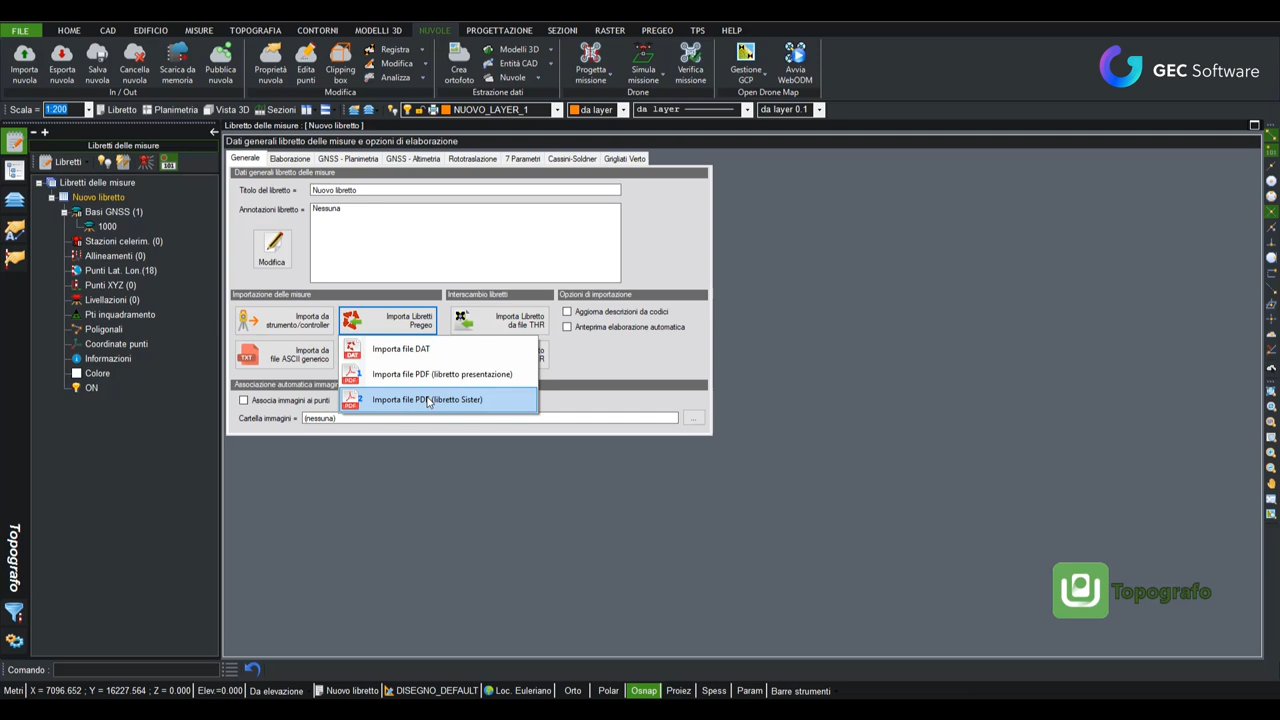 FILE HOME CAD EDIFICIO MISURE TOPOGRAFIA CONTORNI MODELLI 3D NUVOLE PROGETTAZIONE SEZIONI RASTER PREGEO TPS HELP
Importa nuvola Esporta nuvola Salva nuvola Cancella nuvola Scarica da memoria Pubblica nuvola
In / Out
Proprietà nuvola Edita punti Clipping box Registra Modifica Analizza
Modifica
Crea ortofoto Modelli 3D Entità CAD Nuvole
Estrazione dati
Progetta missione Simula missione Verifica missione
Drone
Gestione GCP Avvia WebODM
Open Drone Map
GEC Software
Scala = 1:200 Libretto Planimetria Vista 3D Sezioni NUOVO_LAYER_1 da layer da layer da layer 0.1
Libretti delle misure
Libretti
Libretti delle misure
Nuovo libretto
Basi GNSS (1)
1000
Stazioni celerim. (0)
Allineamenti (0)
Punti Lat. Lon.(18)
Punti XYZ (0)
Livellazioni (0)
Pti inquadramento
Poligonali
Coordinate punti
Informazioni
Colore
ON
Libretto delle misure : [ Nuovo libretto ]
Dati generali libretto delle misure e opzioni di elaborazione
Generale Elaborazione GNSS - Planimetria GNSS - Altimetria Rototraslazione 7 Parametri Cassini-Soldner Grigliati Verto
Dati generali libretto delle misure
Titolo del libretto = Nuovo libretto
Annotazioni libretto = Nessuna
Modifica
Importazione delle misure Interscambio libretti Opzioni di importazione
Importa da strumento/controller
Importa Libretti Pregeo
Importa Libretto da file THR
Aggiorna descrizioni da codici
Anteprima elaborazione automatica
Importa da file ASCII generico
Importa file DAT
Importa file PDF (libretto presentazione)
Importa file PDF (libretto Sister)
Associazione automatica immagini
Associa immagini ai punti
Cartella immagini = (nessuna) ...
Topografo
Topografo
Comando :
Metri X = 7096.652 ; Y = 16227.564 ; Z = 0.000 Elev=0.000 Da elevazione Nuovo libretto DISEGNO_DEFAULT Loc. Euleriano Orto Polar Osnap Proiez Spess Param Barre strumenti